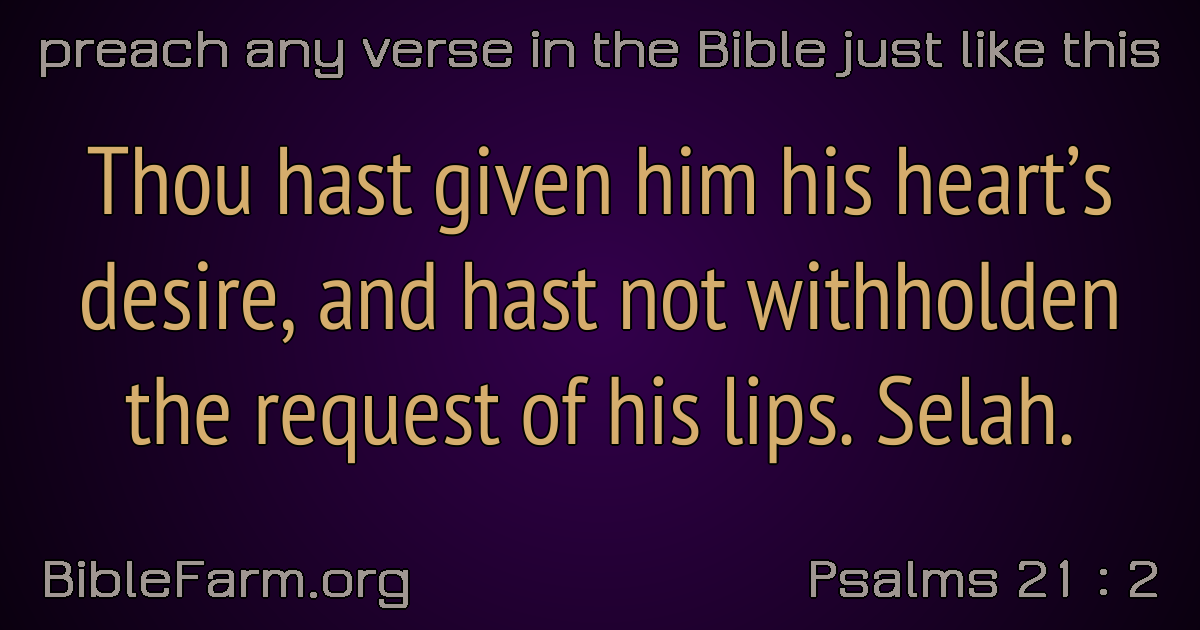 preach any verse in the Bible just like this
Thou hast given him his heart’s
desire, and hast not withholden
the request of his lips. Selah.
BibleFarm.org
Psalms 21 : 2